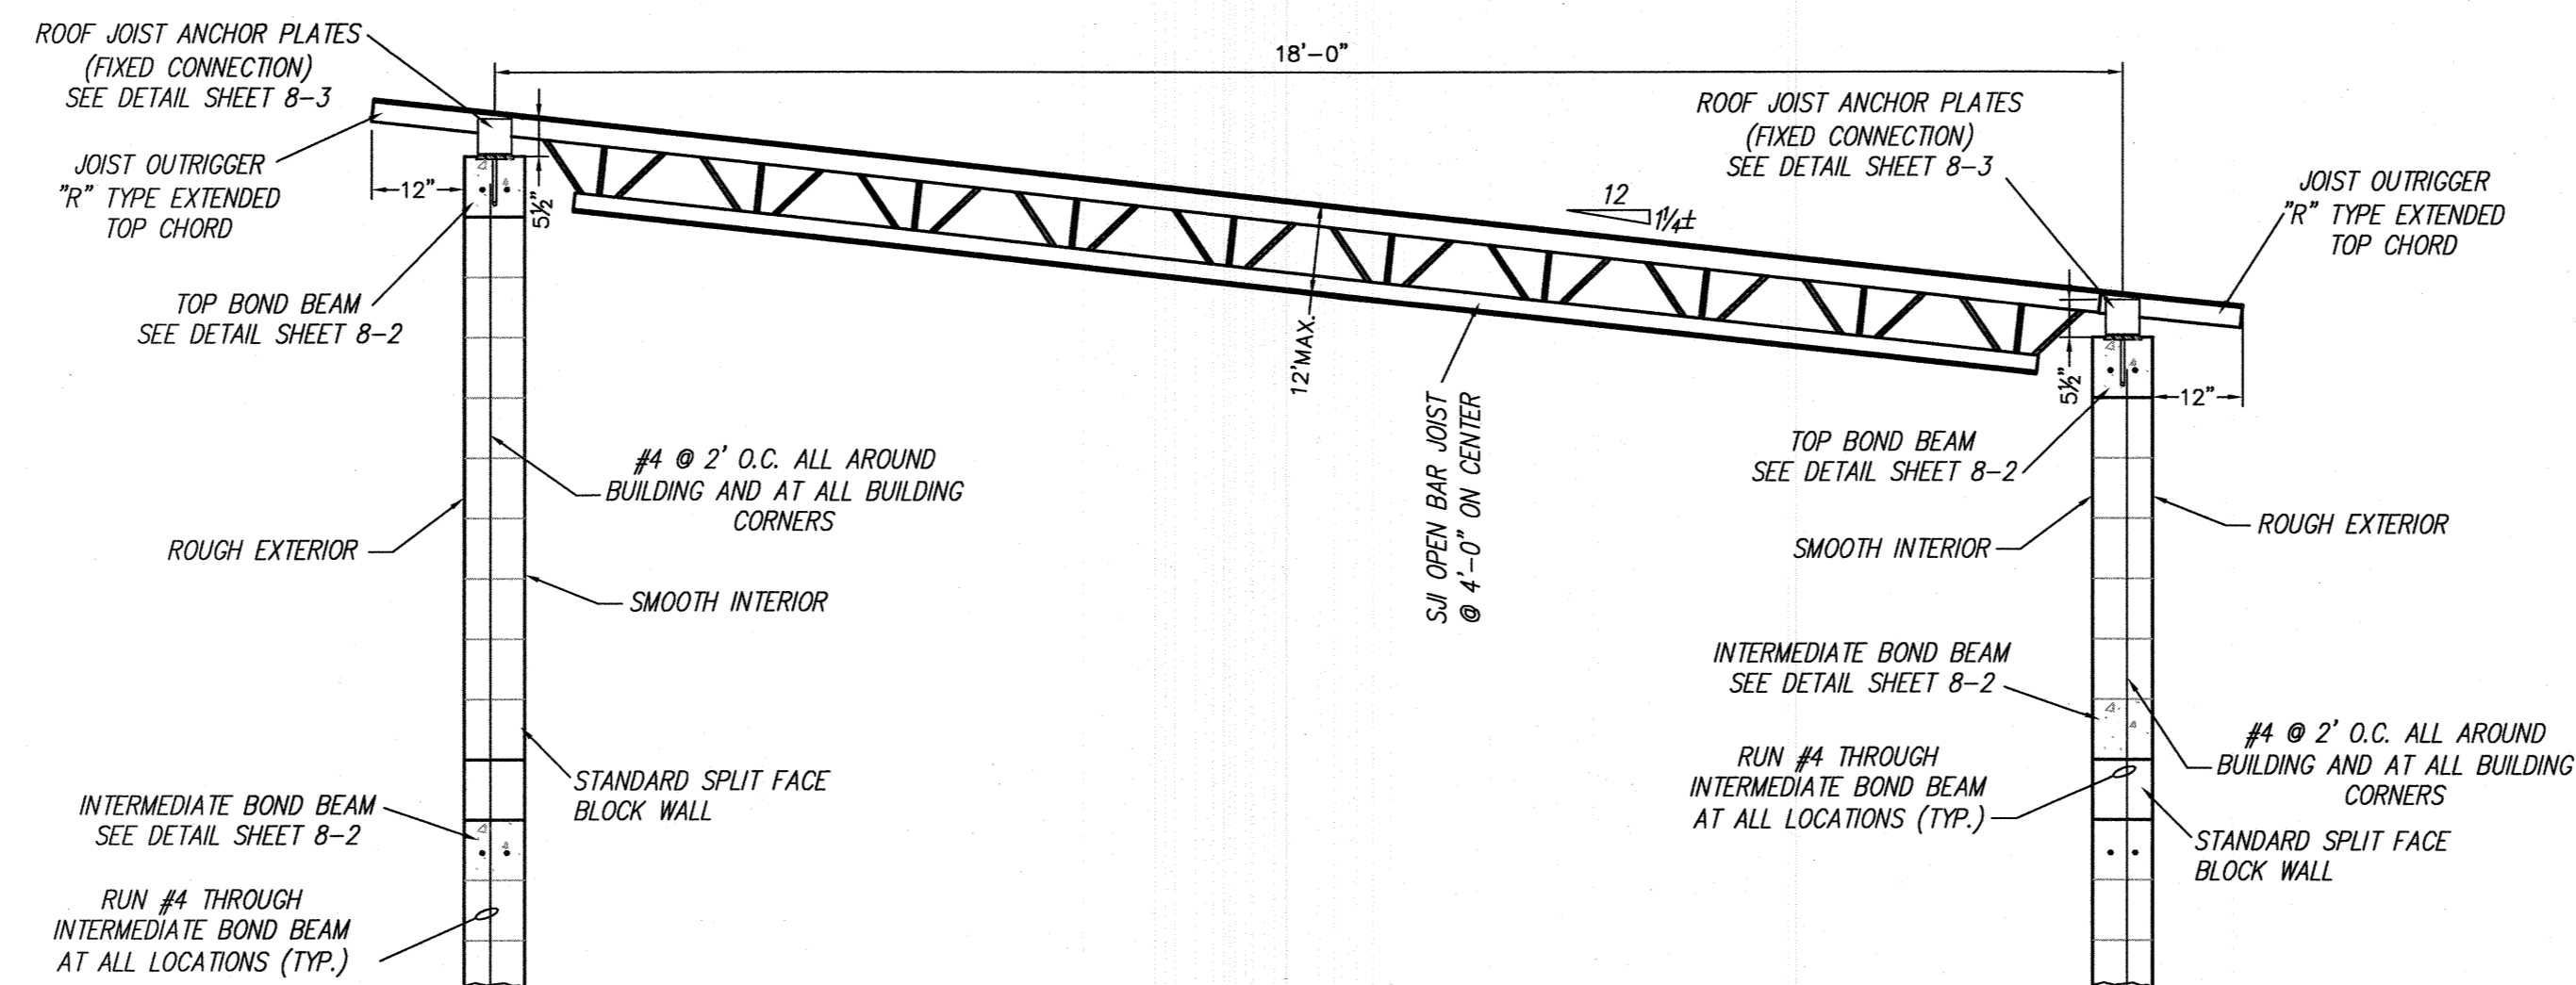 ROOF JOIST ANCHOR PLATES
(FIXED CONNECTION)
SEE DETAIL SHEET 8-3
18'-0"
ROOF JOIST ANCHOR PLATES
(FIXED CONNECTION)
SEE DETAIL SHEET 8-3
JOIST OUTRIGGER
"R" TYPE EXTENDED
TOP CHORD
12"
5½"
12
1¼±
JOIST OUTRIGGER
"R" TYPE EXTENDED
TOP CHORD
TOP BOND BEAM
SEE DETAIL SHEET 8-2
12'MAX.
SJI OPEN BAR JOIST
@ 4'-0" ON CENTER
5½"
12"
TOP BOND BEAM
SEE DETAIL SHEET 8-2
#4 @ 2' O.C. ALL AROUND
BUILDING AND AT ALL BUILDING
CORNERS
ROUGH EXTERIOR
SMOOTH INTERIOR
SMOOTH INTERIOR
ROUGH EXTERIOR
INTERMEDIATE BOND BEAM
SEE DETAIL SHEET 8-2
STANDARD SPLIT FACE
BLOCK WALL
RUN #4 THROUGH
INTERMEDIATE BOND BEAM
AT ALL LOCATIONS (TYP.)
#4 @ 2' O.C. ALL AROUND
BUILDING AND AT ALL BUILDING
CORNERS
INTERMEDIATE BOND BEAM
SEE DETAIL SHEET 8-2
STANDARD SPLIT FACE
BLOCK WALL
RUN #4 THROUGH
INTERMEDIATE BOND BEAM
AT ALL LOCATIONS (TYP.)